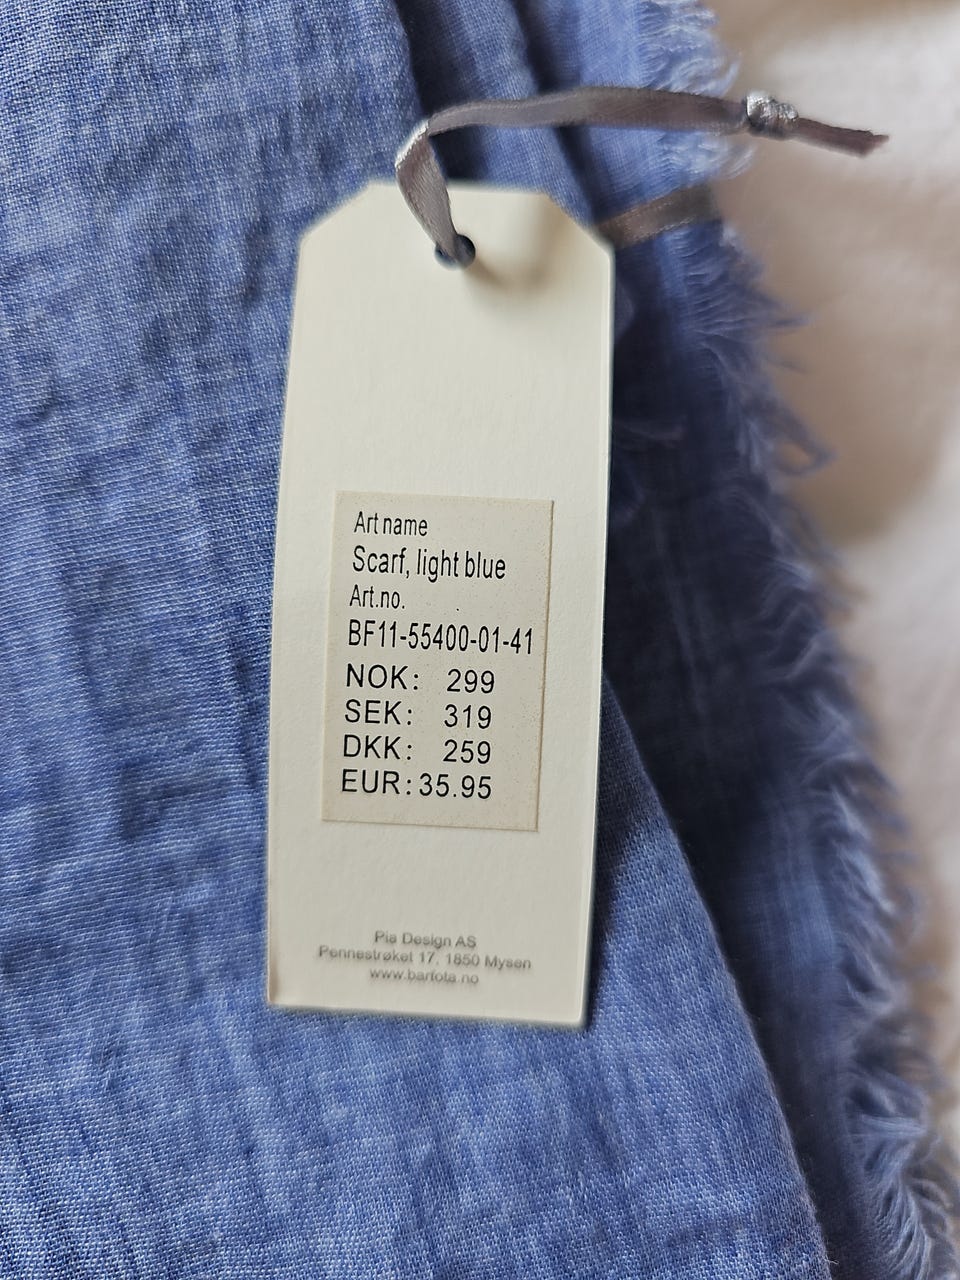 Art name
Scarf, light blue
Art.no.
BF11-55400-01-41
NOK: 299
SEK: 319
DKK: 259
EUR: 35.95
Pia Design AS
Pennestrøket 17, 1850 Mysen
www.bartota.no